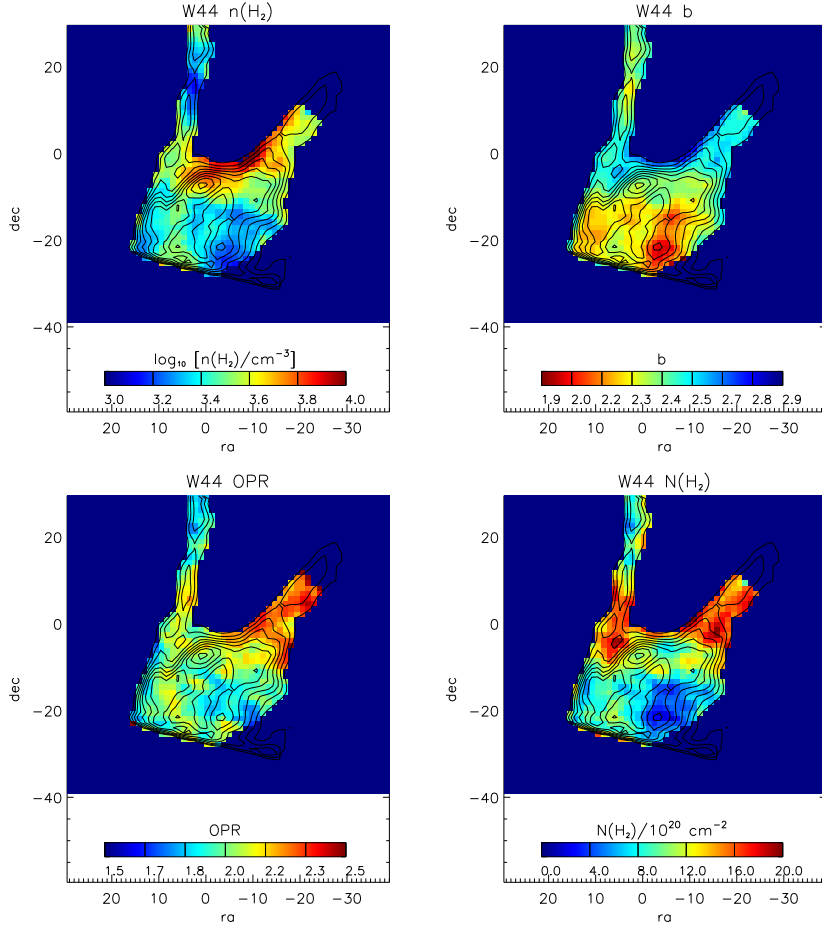 W44 n(H₂)
20
0
−20
−40
dec
log₁₀ [n(H₂)/cm⁻³]
3.0 3.2 3.4 3.6 3.8 4.0
20 10 0 −10 −20 −30
ra
W44 b
20
0
−20
−40
dec
b
1.9 2.0 2.2 2.3 2.4 2.5 2.7 2.8 2.9
20 10 0 −10 −20 −30
ra
W44 OPR
20
0
−20
−40
dec
OPR
1.5 1.7 1.8 2.0 2.2 2.3 2.5
20 10 0 −10 −20 −30
ra
W44 N(H₂)
20
0
−20
−40
dec
N(H₂)/10²⁰ cm⁻²
0.0 4.0 8.0 12.0 16.0 20.0
20 10 0 −10 −20 −30
ra